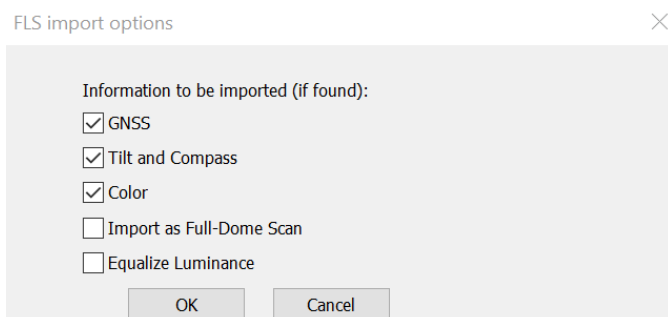 FLS import options
Information to be imported (if found):
GNSS
Tilt and Compass
Color
Import as Full-Dome Scan
Equalize Luminance
OK Cancel